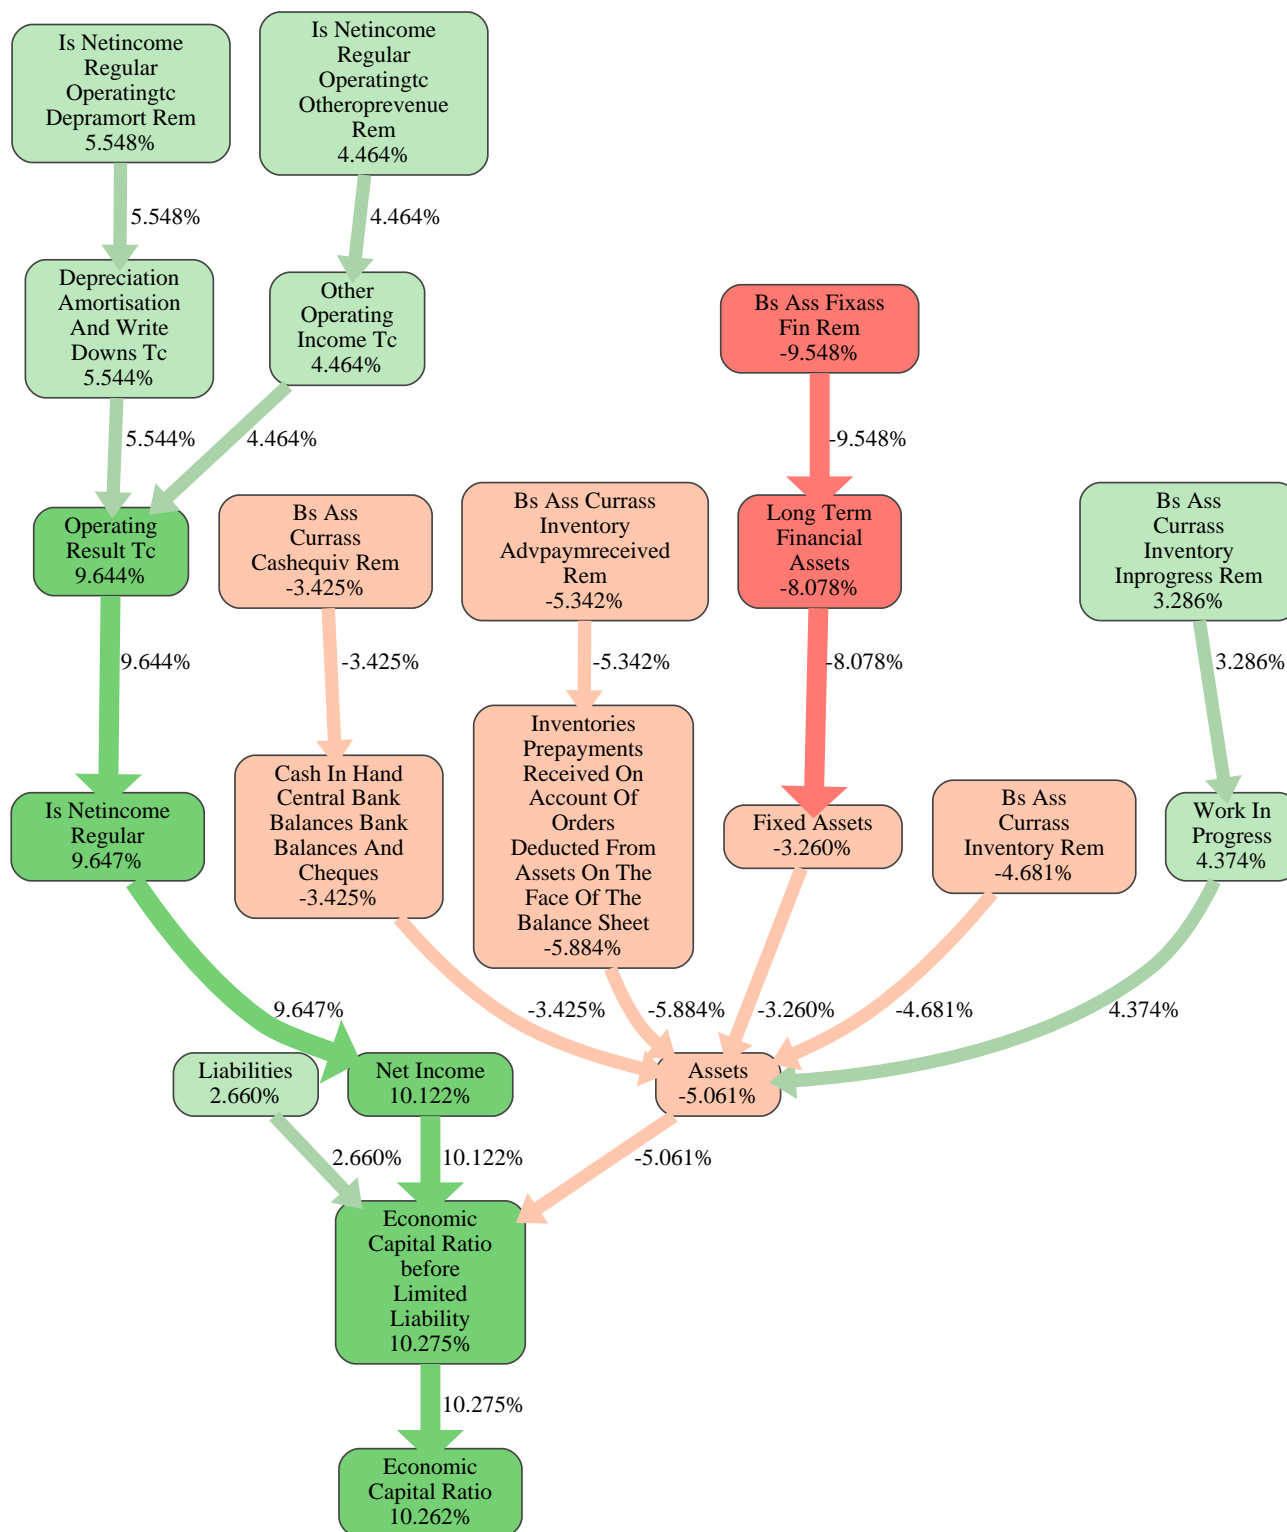 Is Netincome
Regular
Operatingtc
Depramort Rem
5.548%
Is Netincome
Regular
Operatingtc
Otheroprevenue
Rem
4.464%
5.548%
4.464%
Depreciation
Amortisation
And Write
Downs Tc
5.544%
Other
Operating
Income Tc
4.464%
Bs Ass Fixass
Fin Rem
-9.548%
5.544%
4.464%
-9.548%
Operating
Result Tc
9.644%
Bs Ass
Currass
Cashequiv Rem
-3.425%
Bs Ass Currass
Inventory
Advpaymreceived
Rem
-5.342%
Long Term
Financial
Assets
-8.078%
Bs Ass
Currass
Inventory
Inprogress Rem
3.286%
9.644%
-3.425%
-5.342%
-8.078%
3.286%
Is Netincome
Regular
9.647%
Cash In Hand
Central Bank
Balances Bank
Balances And
Cheques
-3.425%
Inventories
Prepayments
Received On
Account Of
Orders
Deducted From
Assets On The
Face Of The
Balance Sheet
-5.884%
Fixed Assets
-3.260%
Bs Ass
Currass
Inventory Rem
-4.681%
Work In
Progress
4.374%
9.647%
-3.425%
-5.884%
-3.260%
-4.681%
4.374%
Liabilities
2.660%
Net Income
10.122%
Assets
-5.061%
2.660%
10.122%
-5.061%
Economic
Capital Ratio
before
Limited
Liability
10.275%
10.275%
Economic
Capital Ratio
10.262%